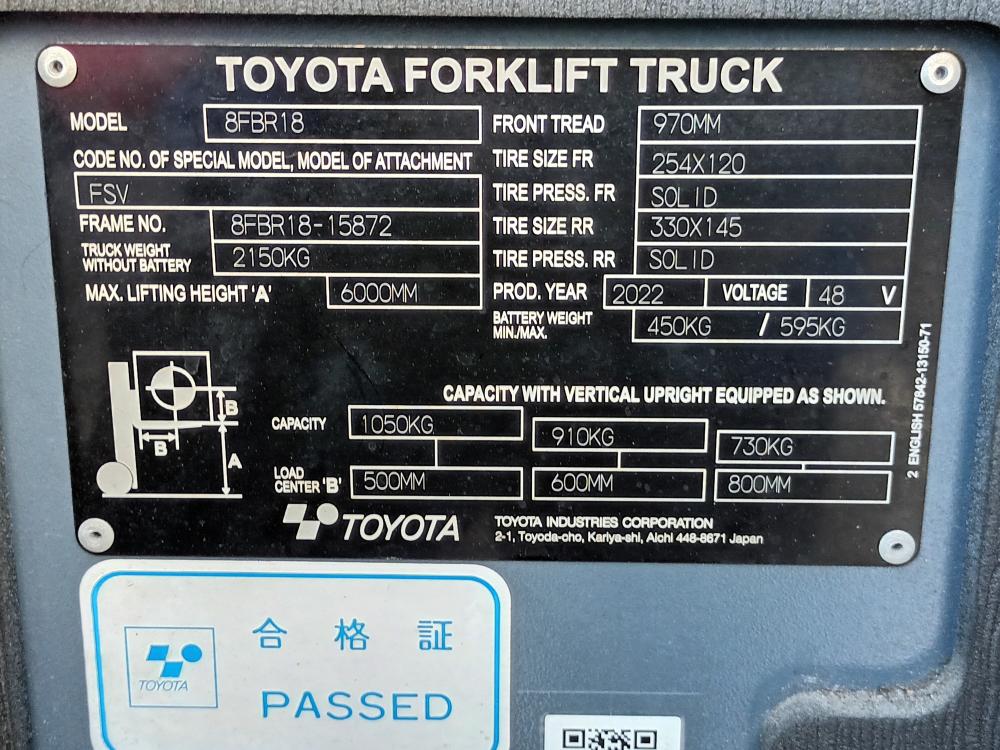 TOYOTA FORKLIFT TRUCK
MODEL 8FBR18
CODE NO. OF SPECIAL MODEL, MODEL OF ATTACHMENT
FSV
FRAME NO. 8FBR18-15872
TRUCK WEIGHT
WITHOUT BATTERY 2150KG
MAX. LIFTING HEIGHT 'A' 6000MM
FRONT TREAD 970MM
TIRE SIZE FR 254X120
TIRE PRESS. FR SOLID
TIRE SIZE RR 330X145
TIRE PRESS. RR SOLID
PROD. YEAR 2022 VOLTAGE 48 V
BATTERY WEIGHT
MIN./MAX. 450KG / 595KG
B
B
A
CAPACITY WITH VERTICAL UPRIGHT EQUIPPED AS SHOWN.
CAPACITY 1050KG 910KG 730KG
LOAD
CENTER 'B' 500MM 600MM 800MM
2 ENGLISH 57842-13150-71
TOYOTA
TOYOTA INDUSTRIES CORPORATION
2-1, Toyoda-cho, Kariya-shi, Aichi 448-8671 Japan
合格証
TOYOTA
PASSED